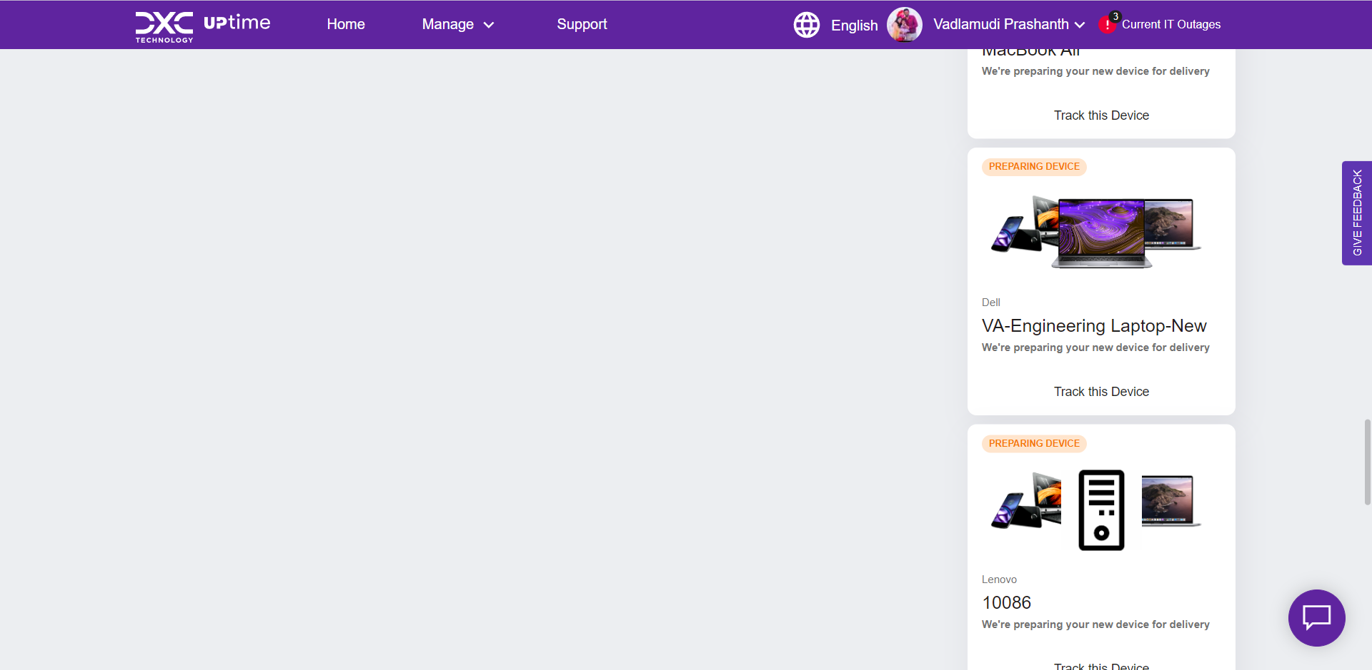 DXC
TECHNOLOGY
UPtime
Home
Manage
Support
English
Vadlamudi Prashanth
3
!
Current IT Outages
MacBook Air
We're preparing your new device for delivery
Track this Device
PREPARING DEVICE
Dell
VA-Engineering Laptop-New
We're preparing your new device for delivery
Track this Device
PREPARING DEVICE
Lenovo
10086
We're preparing your new device for delivery
Track this Device
GIVE FEEDBACK